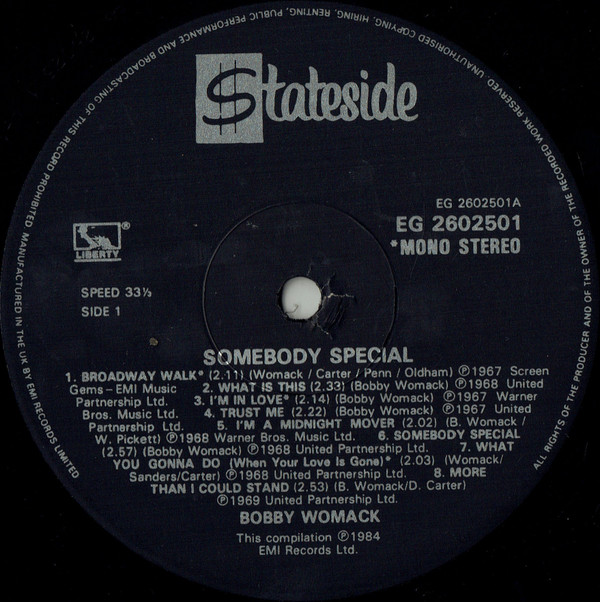 UNAUTHORISED COPYING, HIRING, RENTING, PUBLIC PERFORMANCE AND BROADCASTING OF THIS RECORD PROHIBITED. MANUFACTURED IN THE UK BY EMI RECORDS LIMITED
ALL RIGHTS OF THE PRODUCER AND OF THE OWNER OF THE RECORDED WORK RESERVED.
$tateside
EG 2602501A
EG 2602501
*MONO STEREO
LIBERTY®
SPEED 33⅓
SIDE 1
SOMEBODY SPECIAL
1. BROADWAY WALK* (2.11) (Womack / Carter / Penn / Oldham) ℗1967 Screen
Gems–EMI Music 2. WHAT IS THIS (2.33) (Bobby Womack) ℗1968 United
Partnership Ltd. 3. I'M IN LOVE* (2.14) (Bobby Womack) ℗1967 Warner
Bros. Music Ltd. 4. TRUST ME (2.22) (Bobby Womack) ℗1967 United
Partnership Ltd. 5. I'M A MIDNIGHT MOVER (2.02) (B. Womack /
W. Pickett) ℗1968 Warner Bros. Music Ltd. 6. SOMEBODY SPECIAL
(2.57) (Bobby Womack) ℗1968 United Partnership Ltd. 7. WHAT
YOU GONNA DO (When Your Love Is Gone)* (2.03) (Womack/
Sanders/Carter) ℗1968 United Partnership Ltd. 8. MORE
THAN I COULD STAND (2.53) (B. Womack/D. Carter)
℗1969 United Partnership Ltd.
BOBBY WOMACK
This compilation ℗1984
EMI Records Ltd.